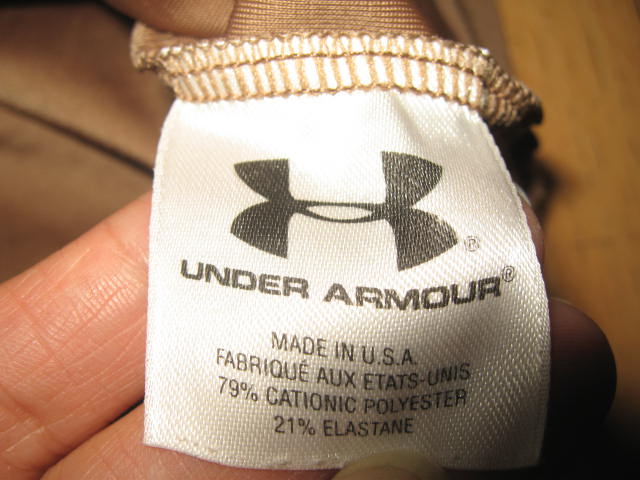 UNDER ARMOUR®
MADE IN U.S.A.
FABRIQUÉ AUX ETATS-UNIS
79% CATIONIC POLYESTER
21% ELASTANE